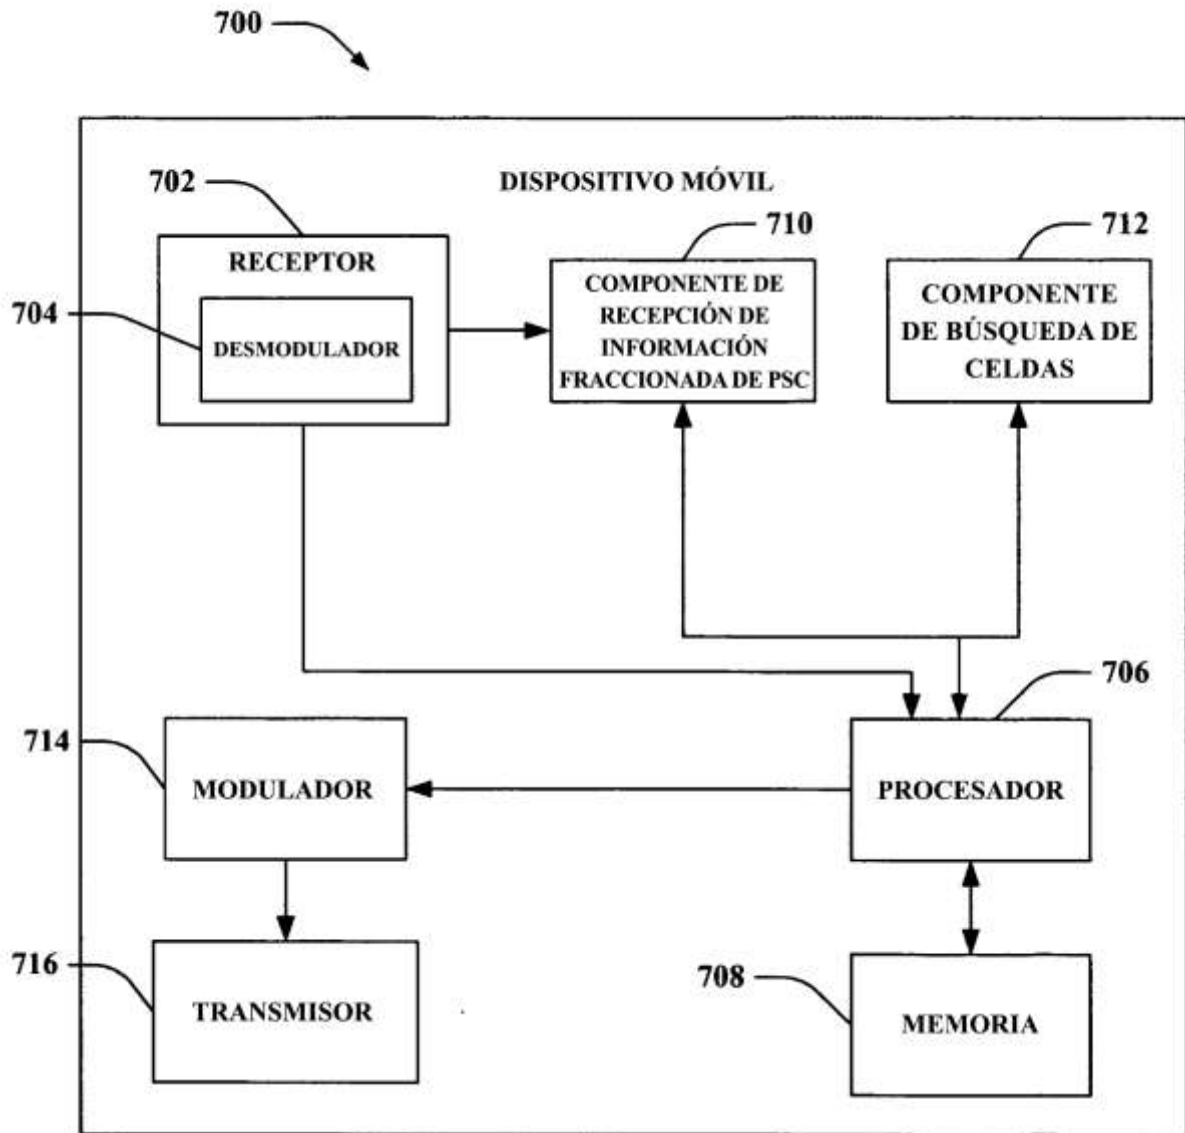 700
702
DISPOSITIVO MÓVIL
710
712
RECEPTOR
704
DESMODULADOR
COMPONENTE DE
RECEPCIÓN DE
INFORMACIÓN
FRACCIONADA DE PSC
COMPONENTE
DE BÚSQUEDA DE
CELDAS
706
714
MODULADOR
PROCESADOR
716
TRANSMISOR
708
MEMORIA